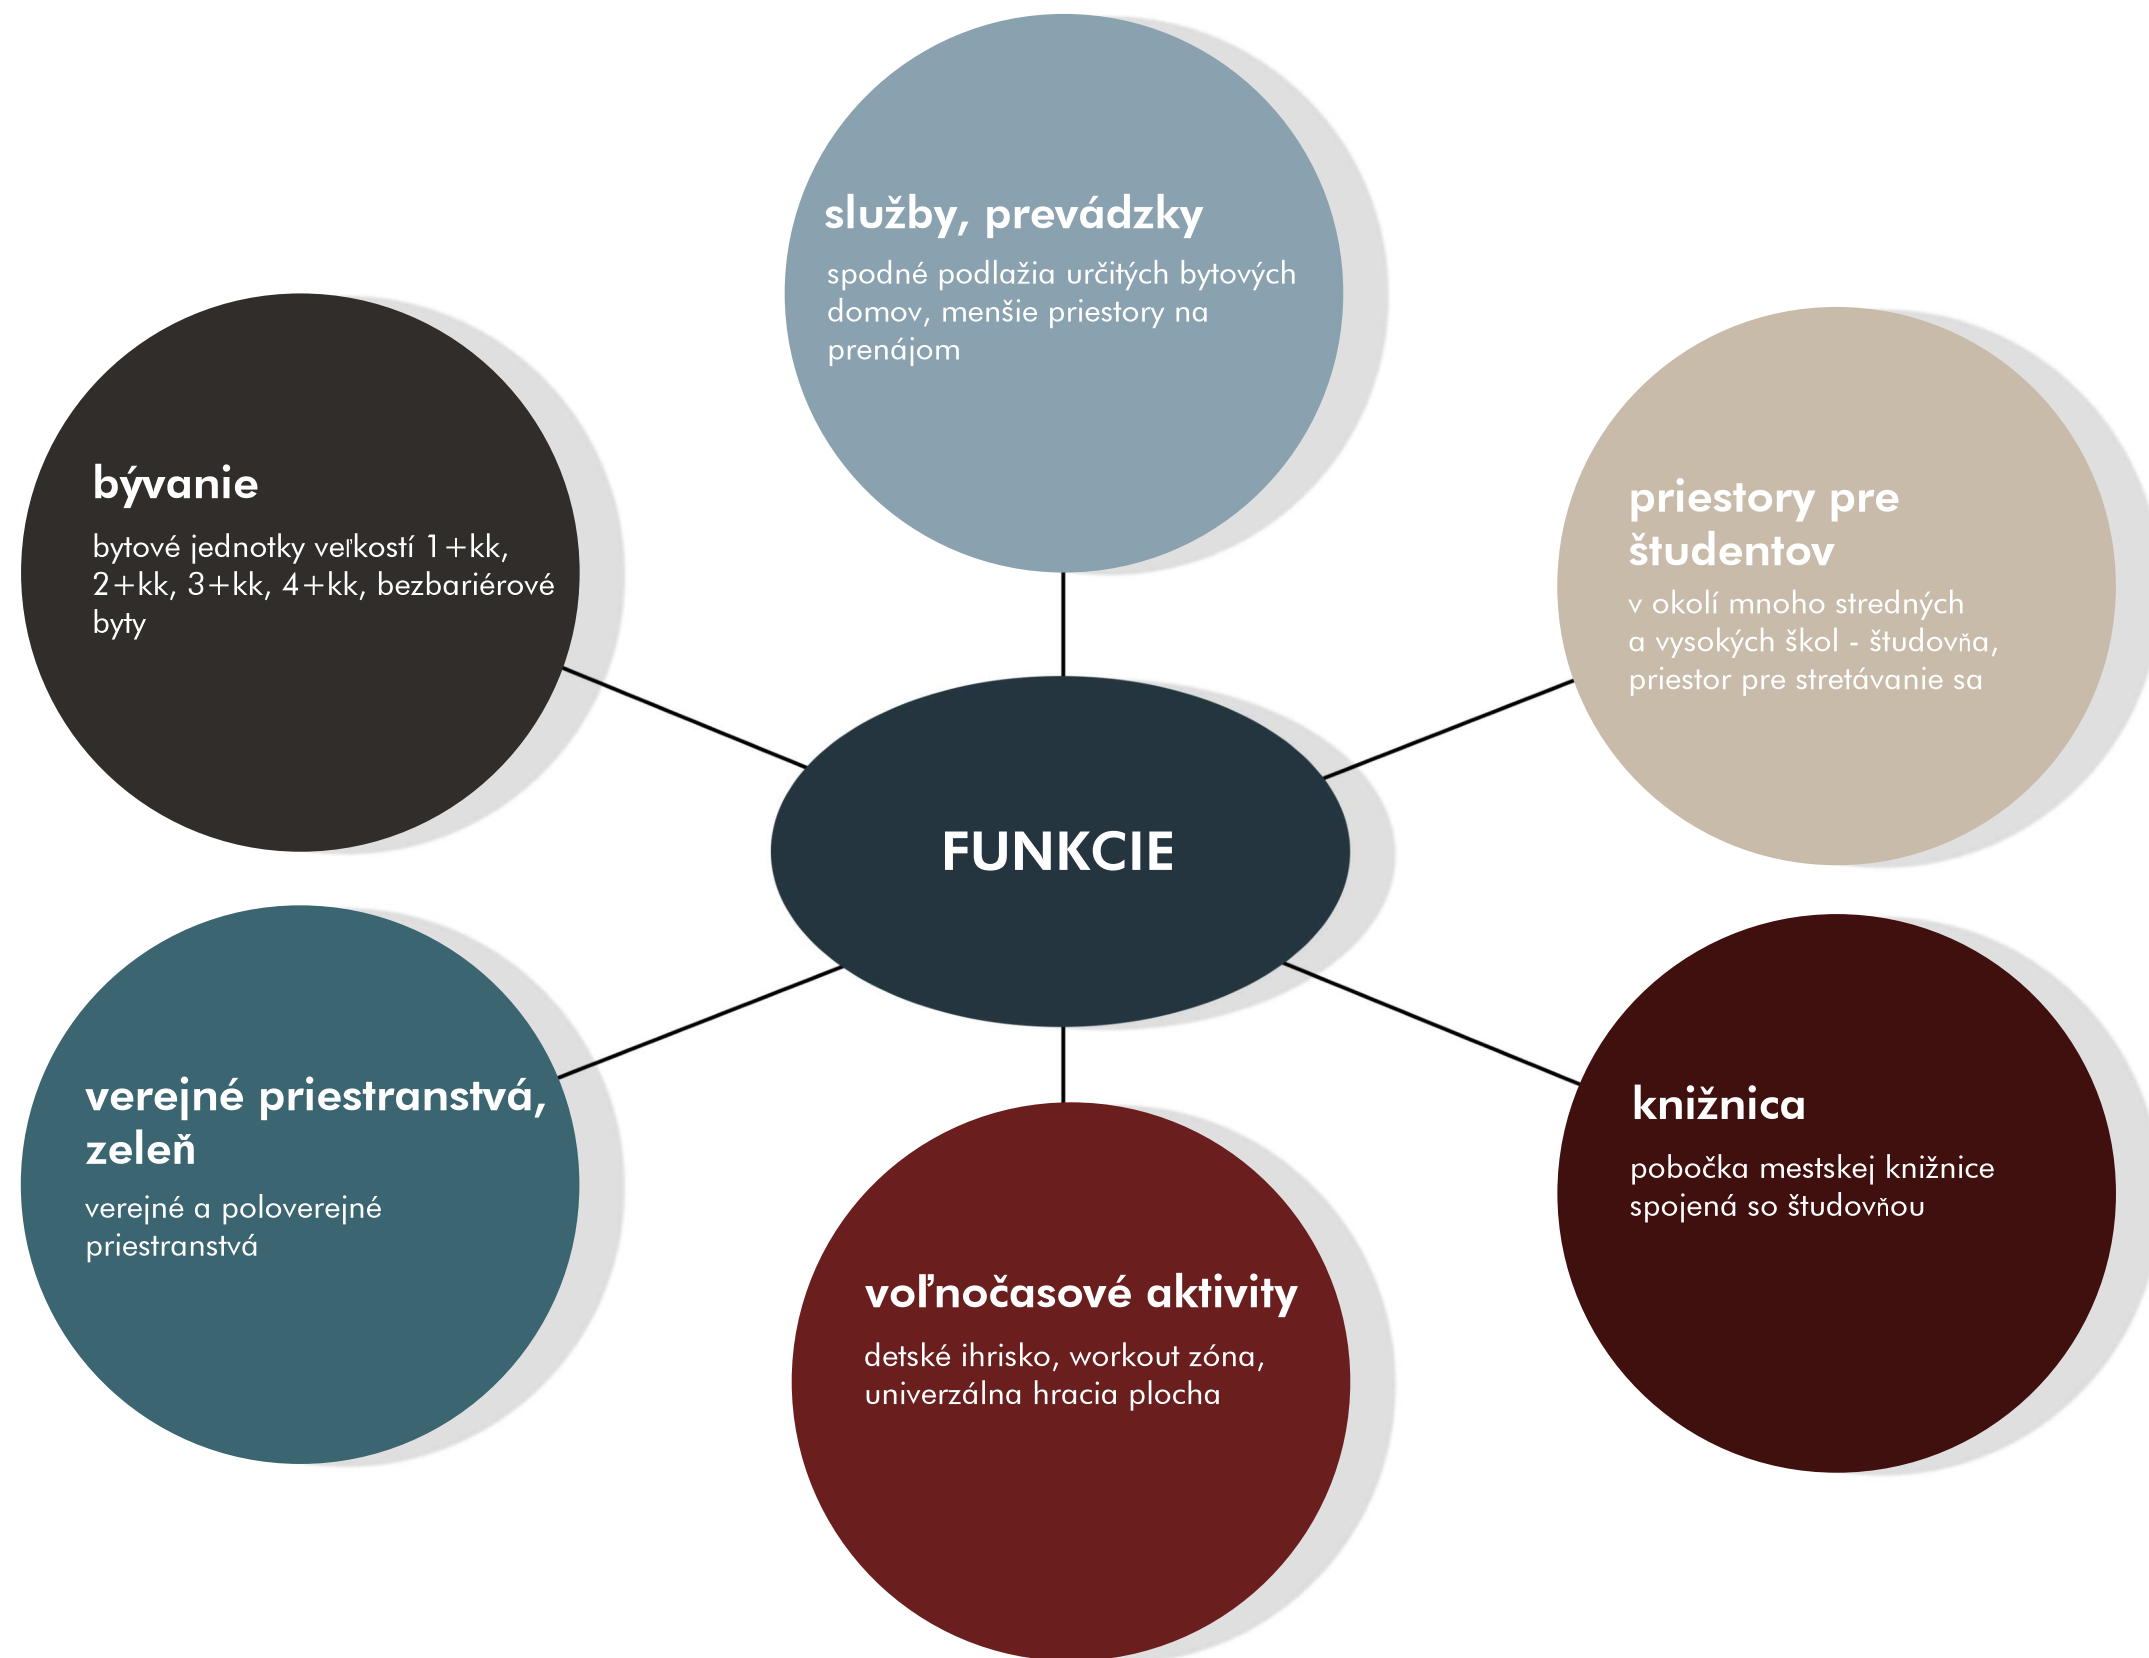 služby, prevádzky
spodné podlažia určitých bytových
domov, menšie priestory na
prenájom
bývanie
bytové jednotky veľkostí 1+kk,
2+kk, 3+kk, 4+kk, bezbariérové
byty
priestory pre
študentov
v okolí mnoho stredných
a vysokých škol - študovňa,
priestor pre stretávanie sa
FUNKCIE
verejné priestranstvá,
zeleň
verejné a poloverejné
priestranstvá
knižnica
pobočka mestskej knižnice
spojená so študovňou
voľnočasové aktivity
detské ihrisko, workout zóna,
univerzálna hracia plocha